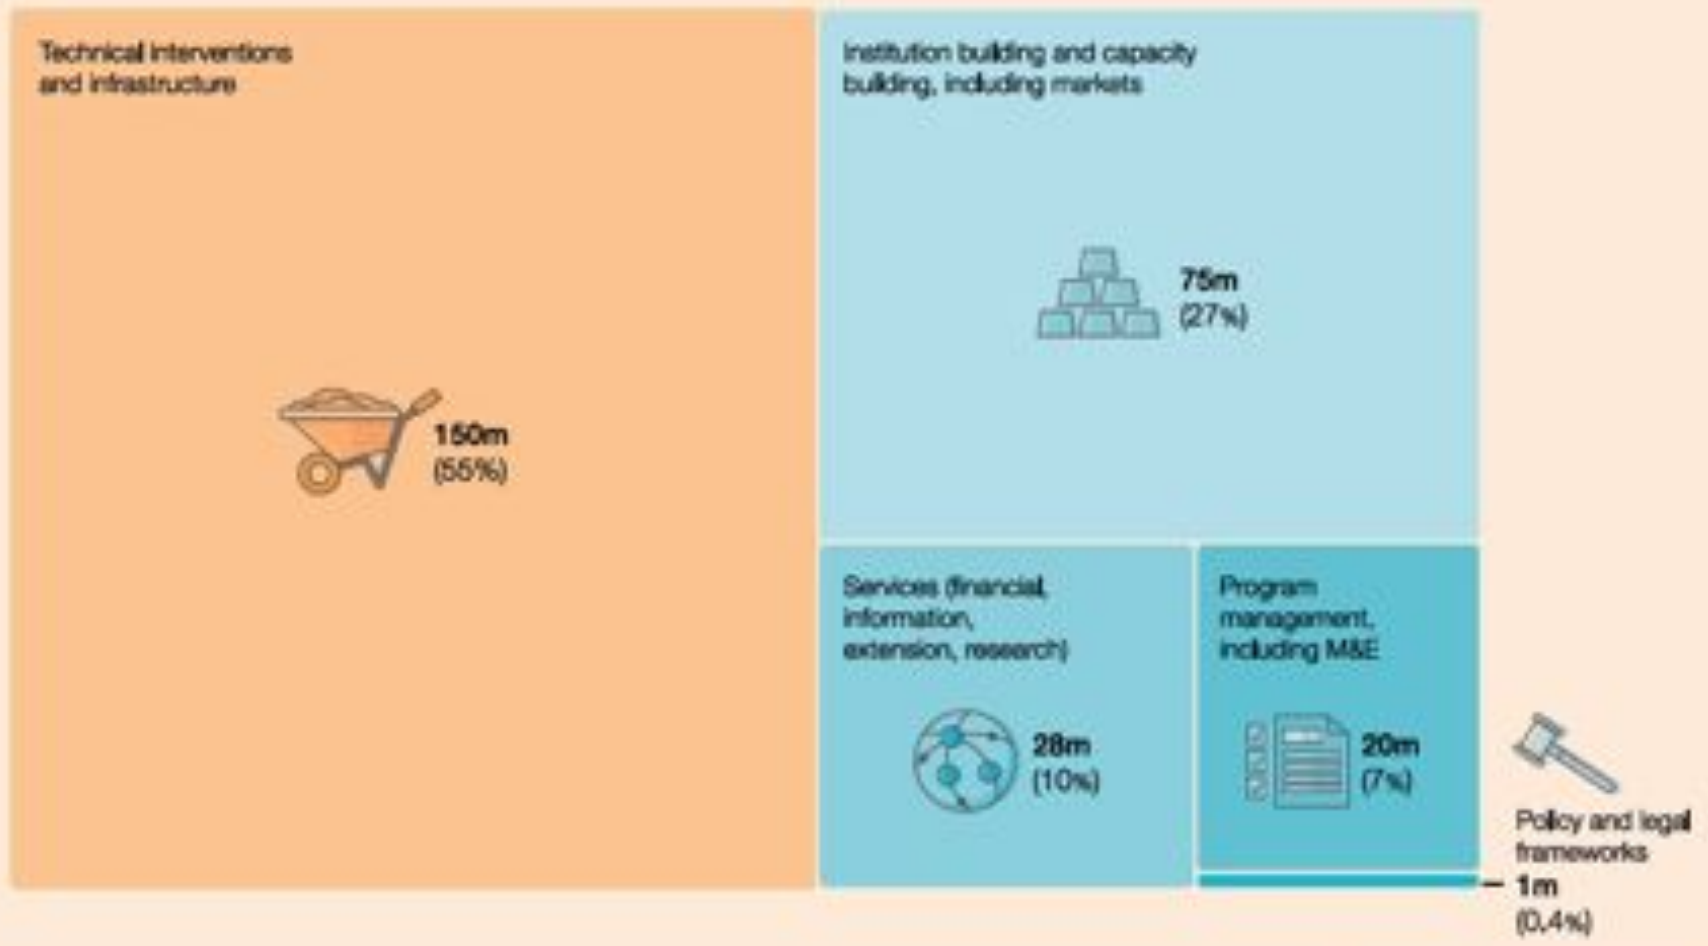 Technical interventions
and infrastructure
150m
(55%)
Institution building and capacity
building, including markets
75m
(27%)
Services (financial,
information,
extension, research)
28m
(10%)
Program
management,
including M&E
20m
(7%)
Policy and legal
frameworks
1m
(0.4%)